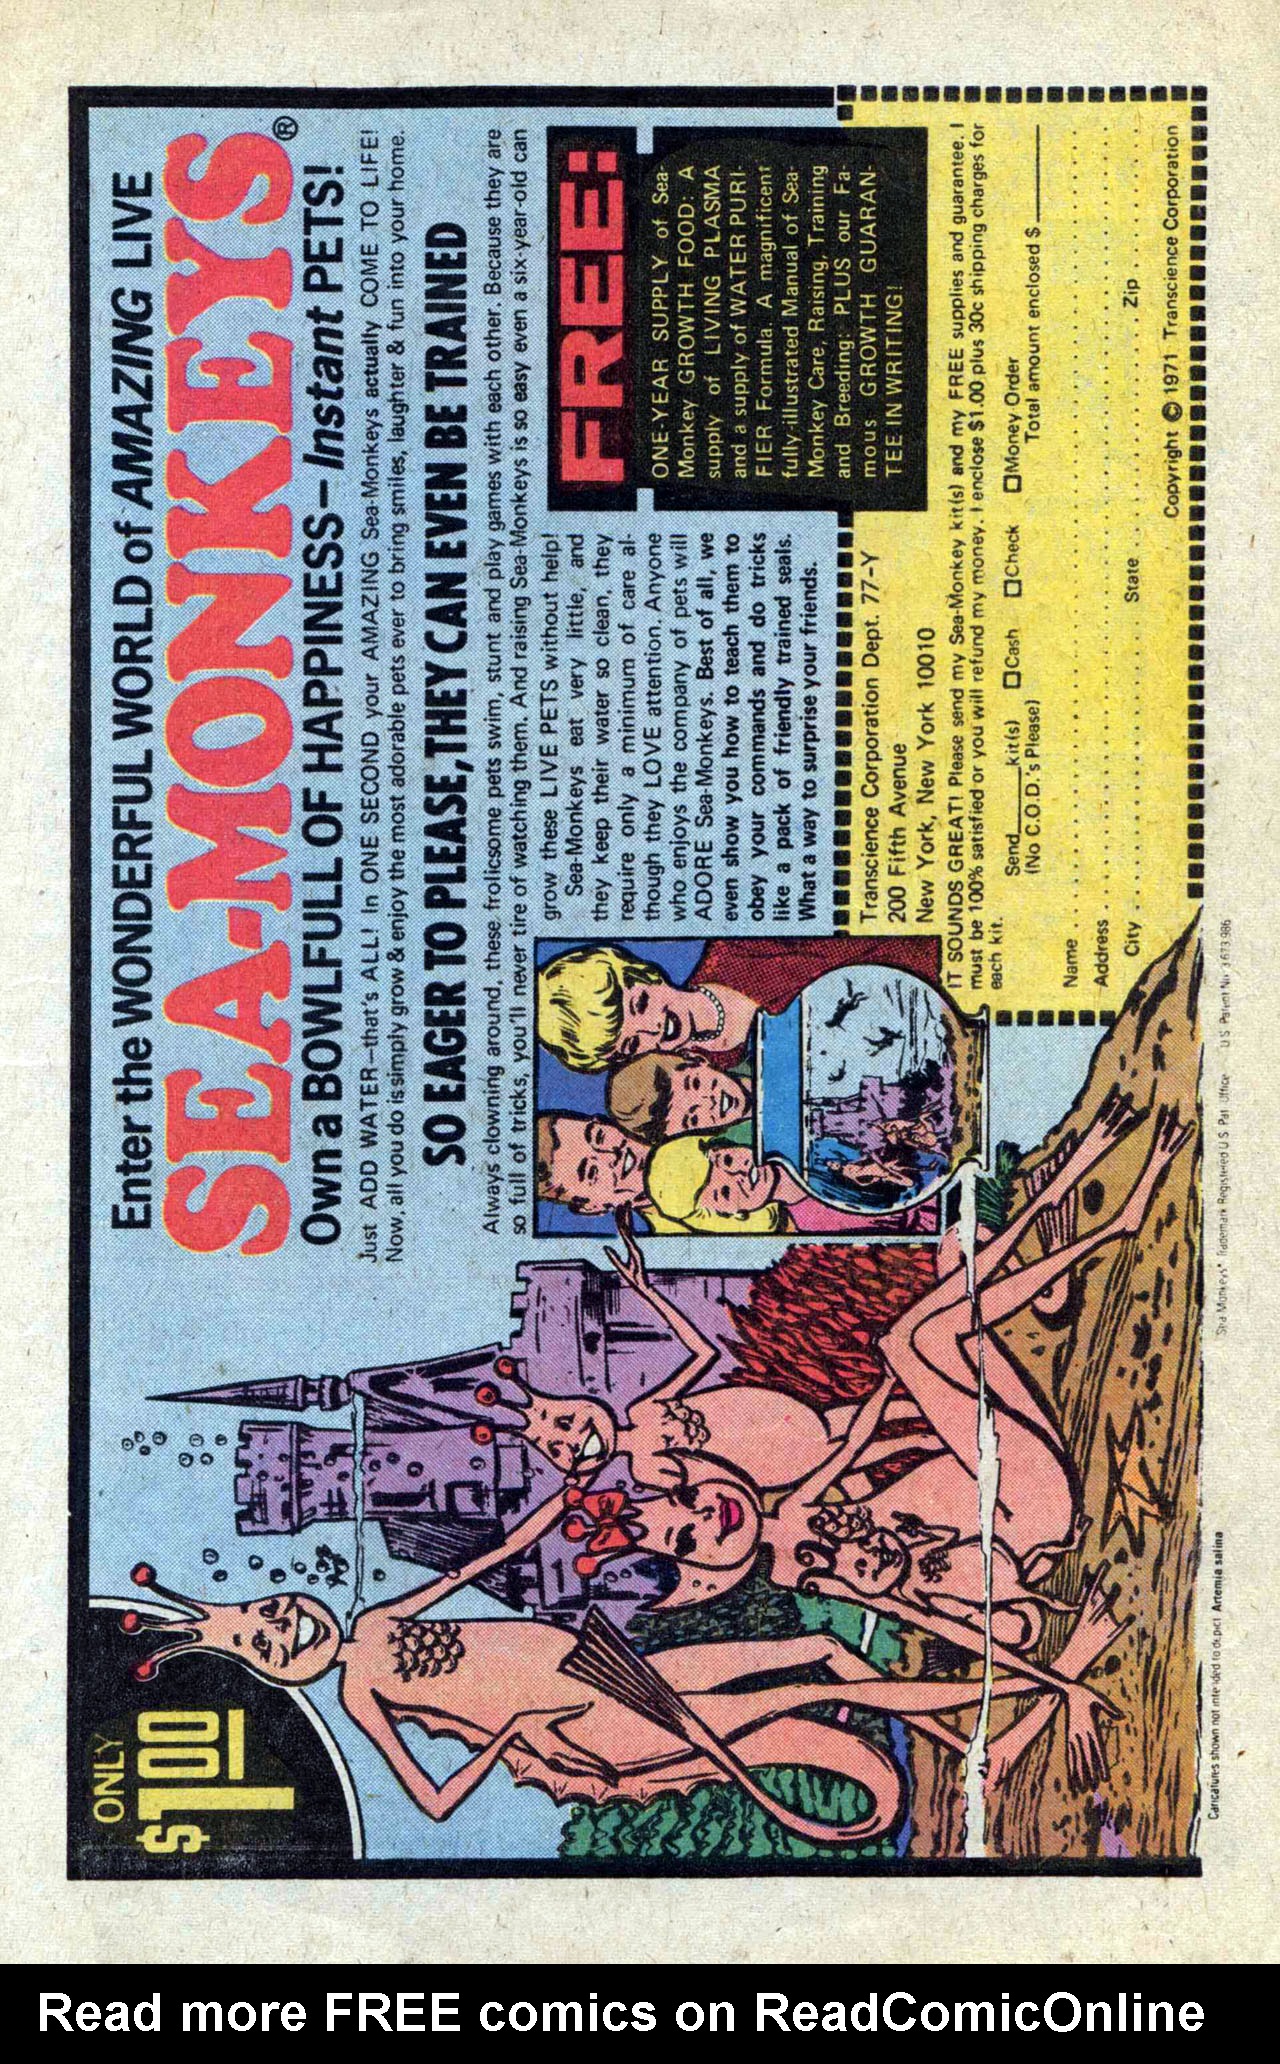 ONLY
$1.00
Enter the WONDERFUL WORLD of AMAZING LIVE
SEA-MONKEYS®
Own a BOWLFULL OF HAPPINESS—Instant PETS!
Just ADD WATER—that's ALL! In ONE SECOND your AMAZING Sea-Monkeys actually COME TO LIFE!
Now, all you do is simply grow & enjoy the most adorable pets ever to bring smiles, laughter & fun into your home.
SO EAGER TO PLEASE, THEY CAN EVEN BE TRAINED
Always clowning around, these frolicsome pets swim, stunt and play games with each other. Because they are
so full of tricks, you'll never tire of watching them. And raising Sea-Monkeys is so easy even a six-year-old can
grow these LIVE PETS without help!
Sea-Monkeys eat very little, and
they keep their water so clean, they
require only a minimum of care al-
though they LOVE attention. Anyone
who enjoys the company of pets will
ADORE Sea-Monkeys. Best of all, we
even show you how to teach them to
obey your commands and do tricks
like a pack of friendly trained seals.
What a way to surprise your friends.
FREE:
ONE-YEAR SUPPLY of Sea-
Monkey GROWTH FOOD: A
supply of LIVING PLASMA
and a supply of WATER PURI-
FIER Formula. A magnificent
fully-illustrated Manual of Sea-
Monkey Care, Raising, Training
and Breeding: PLUS our Fa-
mous GROWTH GUARAN-
TEE IN WRITING!
Transcience Corporation Dept. 77-Y
200 Fifth Avenue
New York, New York 10010
IT SOUNDS GREAT! Please send my Sea-Monkey kit(s) and my FREE supplies and guarantee. I
must be 100% satisfied or you will refund my money. I enclose $1.00 plus 30c shipping charges for
each kit.
Send___kit(s) □Cash □Check □Money Order
(No C.O.D.'s Please) Total amount enclosed $
Name
Address
City State Zip
Copyright © 1971 Transcience Corporation
Caricatures shown not intended to depict Artemia salina
Sea Monkeys® Trademark Registered U.S. Pat. Office U.S. Patent No. 3,673,986
Read more FREE comics on ReadComicOnline